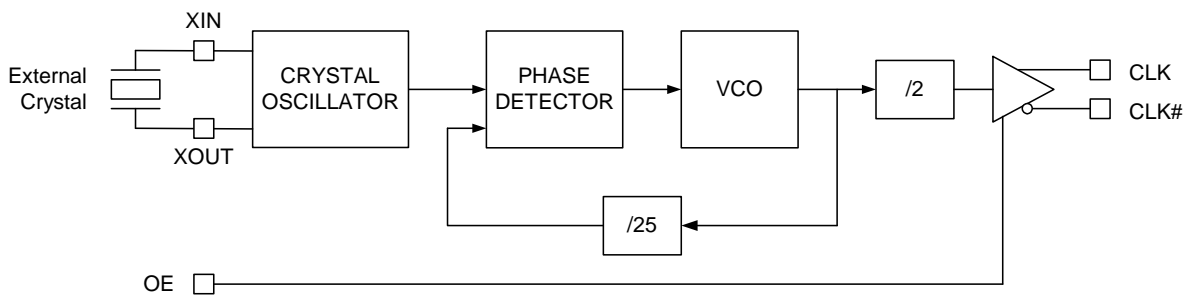 XIN
External
Crystal
XOUT
CRYSTAL
OSCILLATOR
PHASE
DETECTOR
VCO
/2
CLK
CLK#
/25
OE